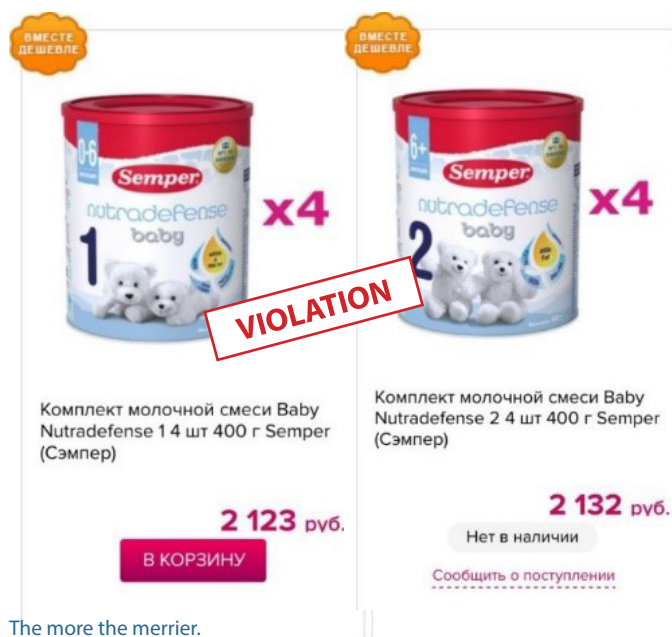 ВМЕСТЕ
ДЕШЕВЛЕ
0-6
Semper
nutradefense
baby
1
x4
Комплект молочной смеси Baby
Nutradefense 1 4 шт 400 г Semper
(Сэмпер)
2 123 руб.
В КОРЗИНУ
ВМЕСТЕ
ДЕШЕВЛЕ
6+
Semper
nutradefense
baby
2
x4
Комплект молочной смеси Baby
Nutradefense 2 4 шт 400 г Semper
(Сэмпер)
2 132 руб.
Нет в наличии
Сообщить о поступлении
VIOLATION
The more the merrier.